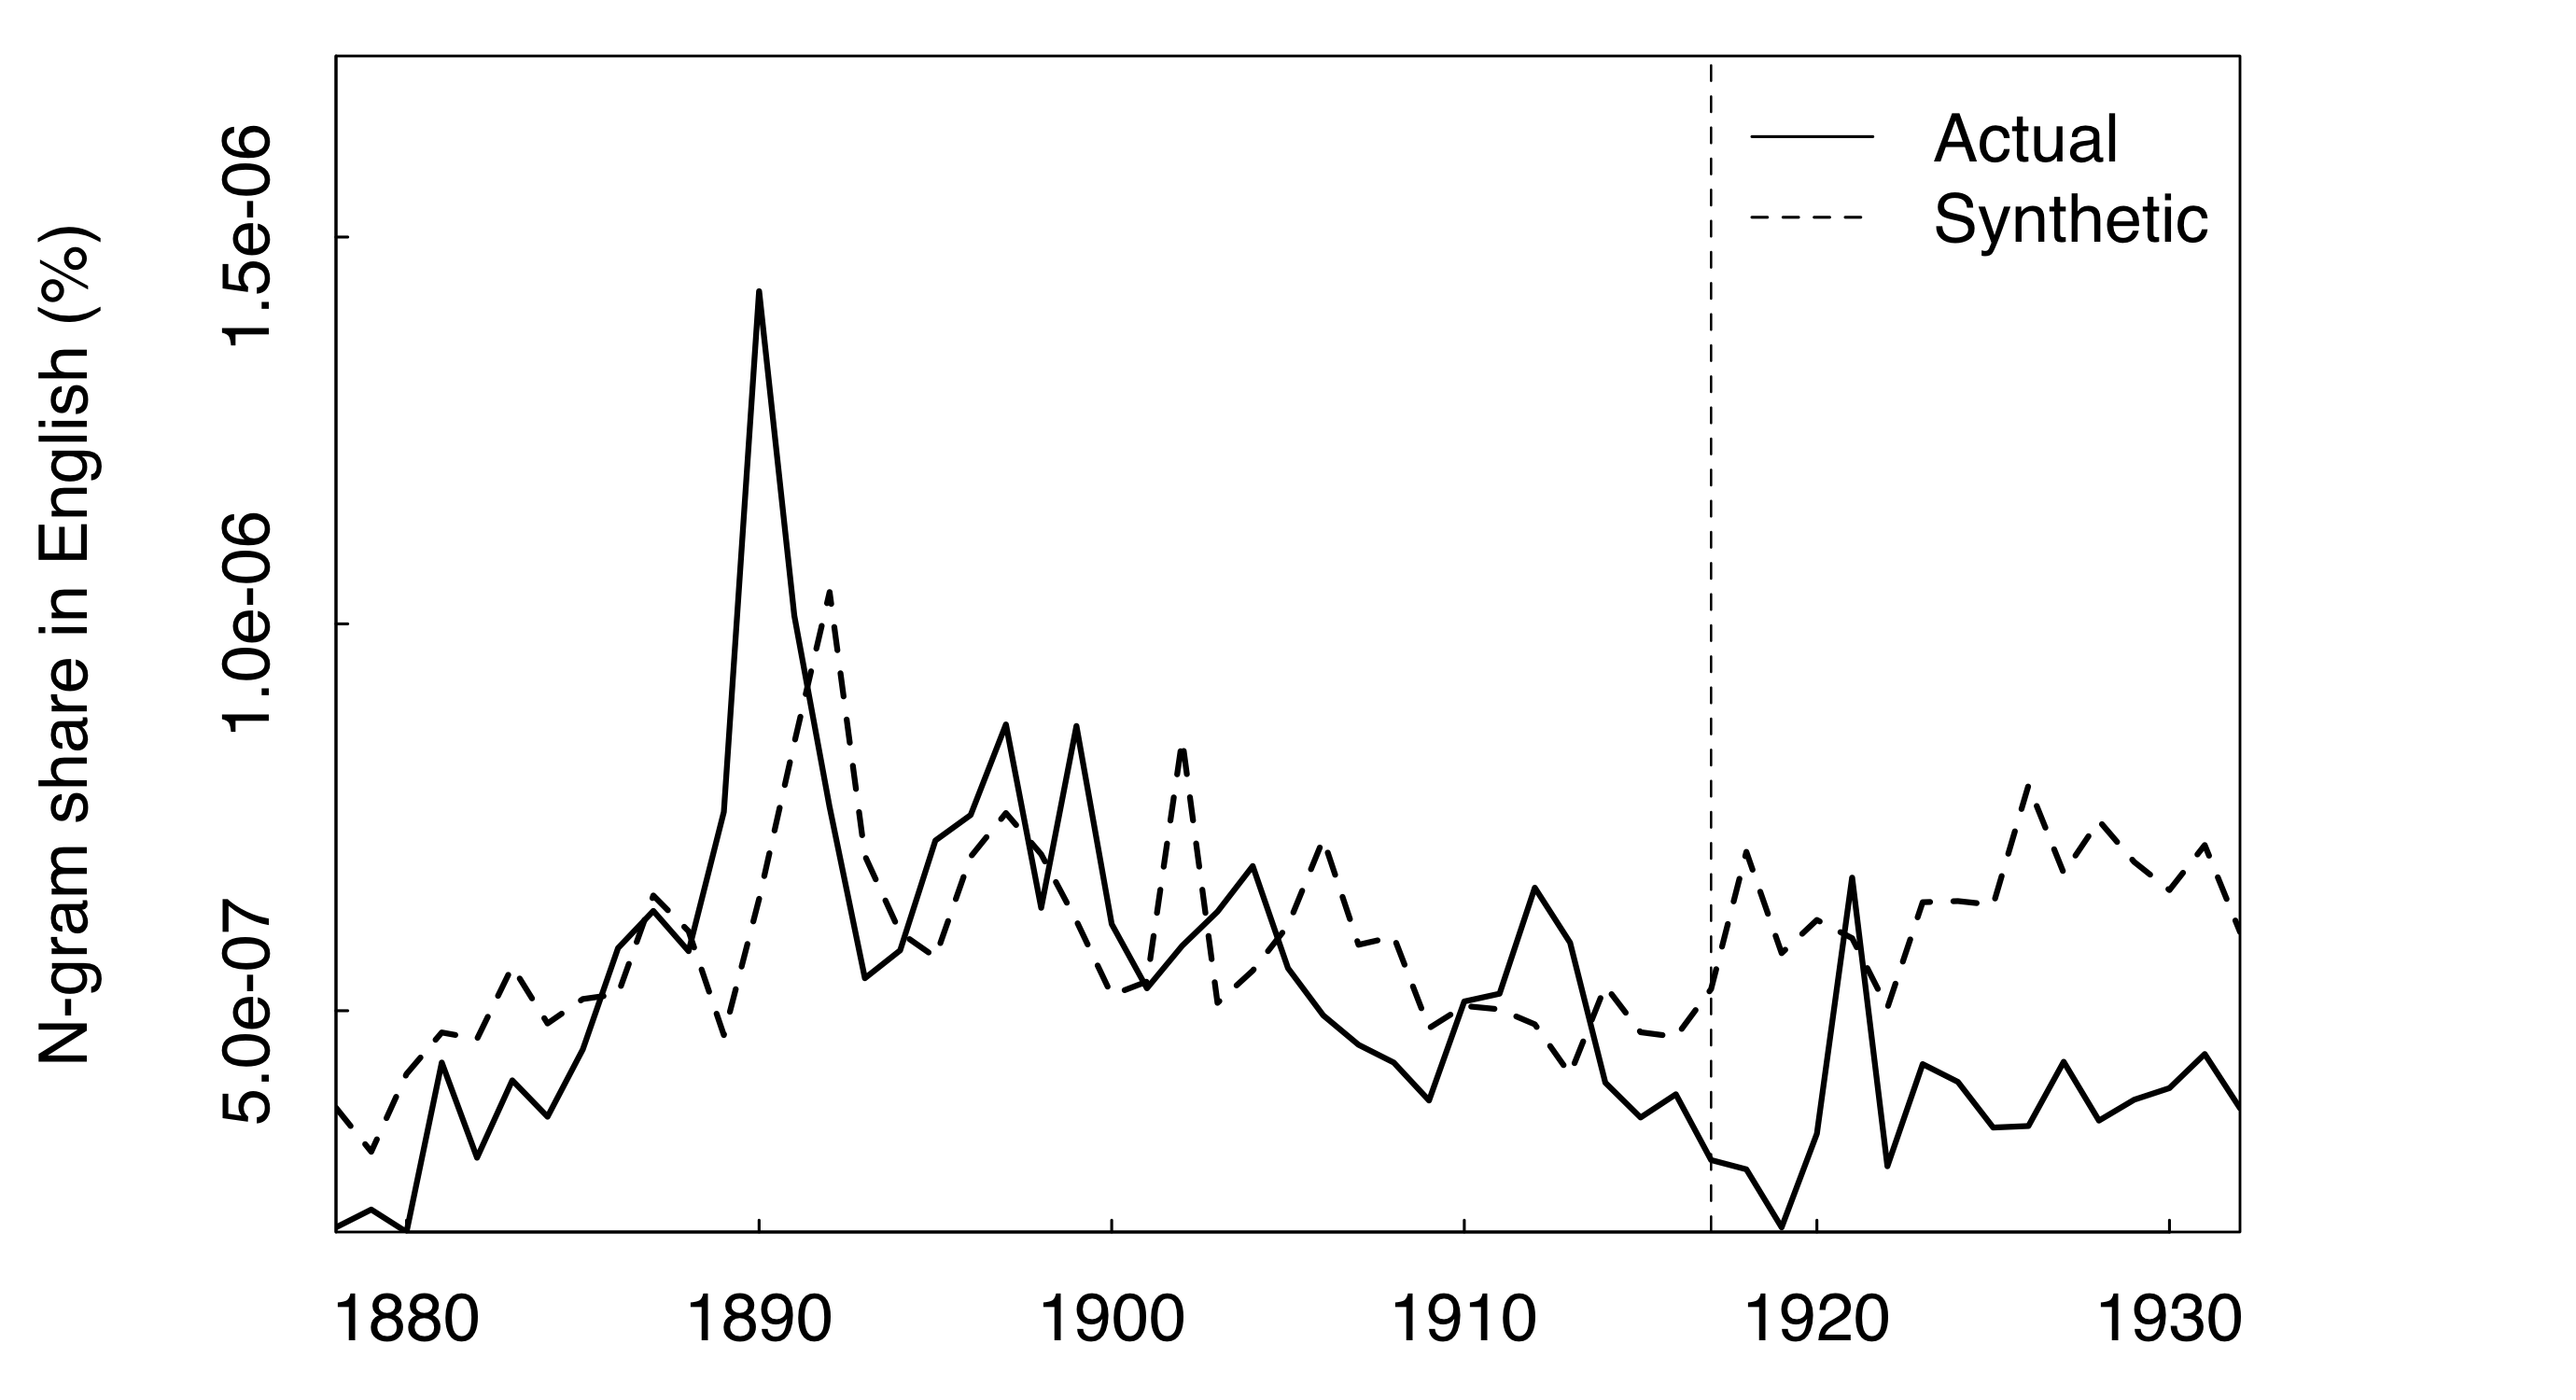 N-gram share in English (%)
1.5e-06
1.0e-06
5.0e-07
Actual
Synthetic
1880 1890 1900 1910 1920 1930